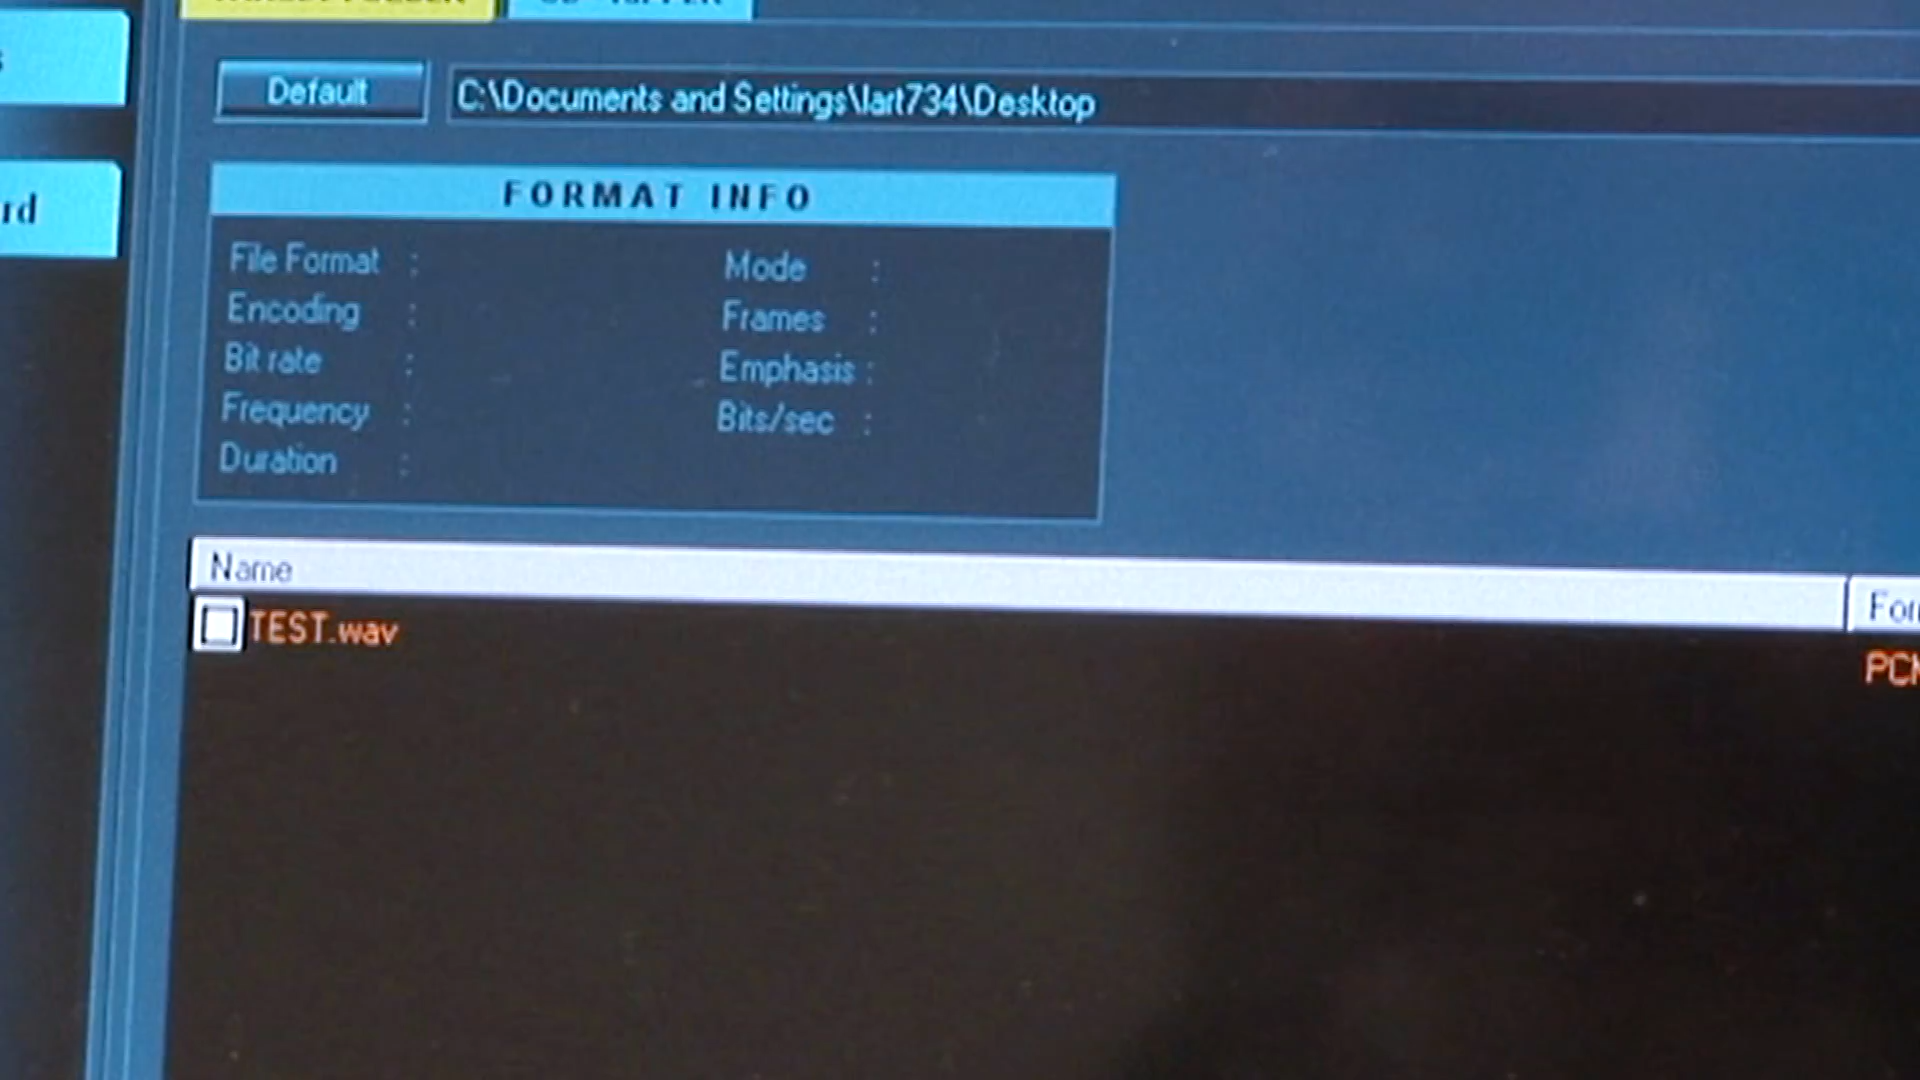 Default
C:\Documents and Settings\lart734\Desktop
rd
FORMAT INFO
File Format :
Mode :
Encoding :
Frames :
Bit rate :
Emphasis :
Frequency :
Bits/sec :
Duration :
Name
TEST.wav